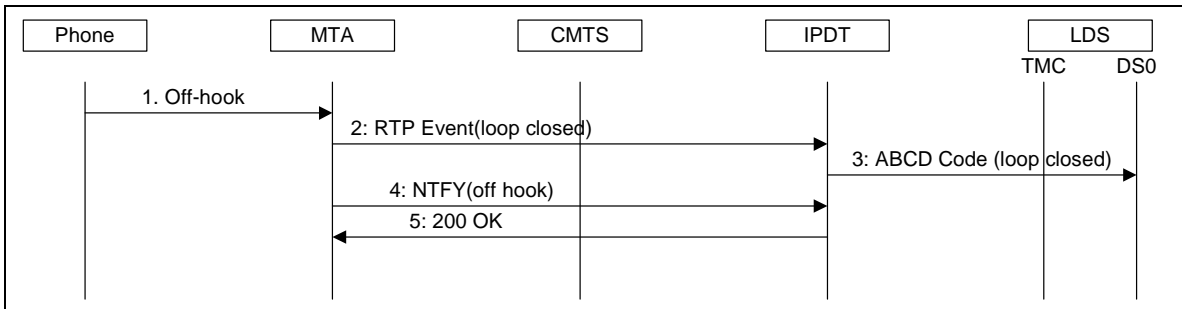 Phone MTA CMTS IPDT LDS
TMC DS0
1. Off-hook
2: RTP Event(loop closed)
3: ABCD Code (loop closed)
4: NTFY(off hook)
5: 200 OK